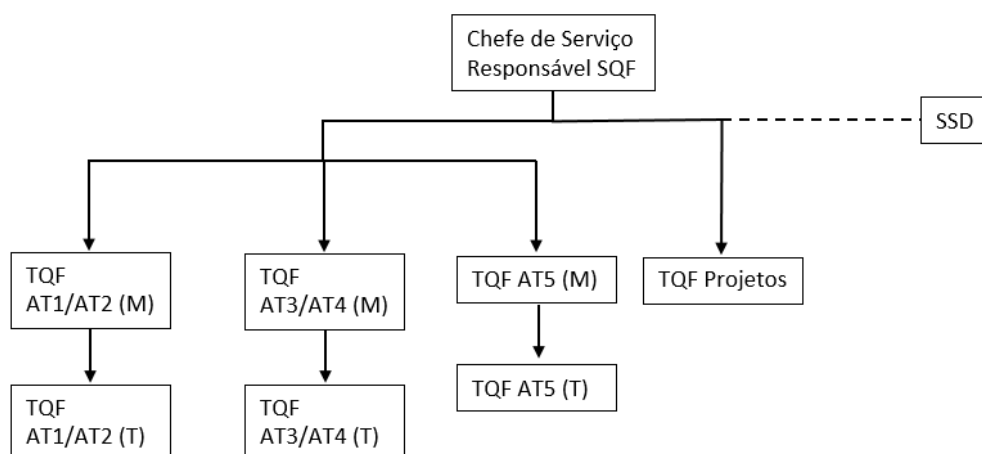 Chefe de Serviço
Responsável SQF
SSD
TQF
AT1/AT2 (M)
TQF
AT3/AT4 (M)
TQF AT5 (M)
TQF Projetos
TQF
AT1/AT2 (T)
TQF
AT3/AT4 (T)
TQF AT5 (T)